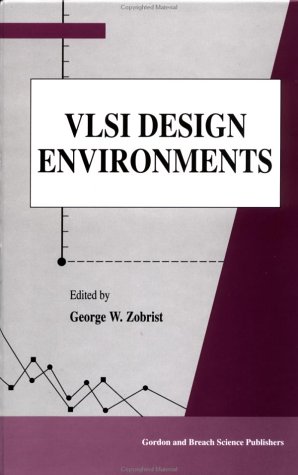 VLSI DESIGN
ENVIRONMENTS
Edited by
George W. Zobrist
Gordon and Breach Science Publishers